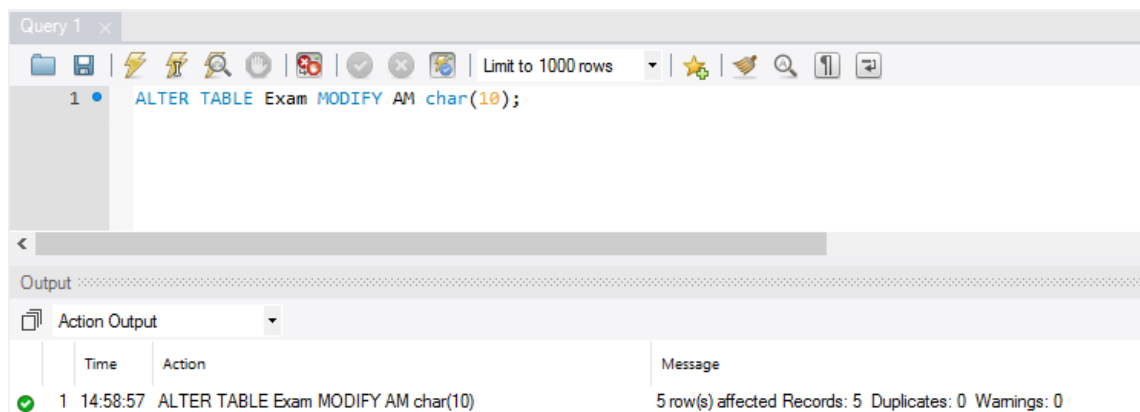 Query 1
Limit to 1000 rows
1 ALTER TABLE Exam MODIFY AM char(10);
Output
Action Output
Time Action Message
1 14:58:57 ALTER TABLE Exam MODIFY AM char(10) 5 row(s) affected Records: 5 Duplicates: 0 Warnings: 0